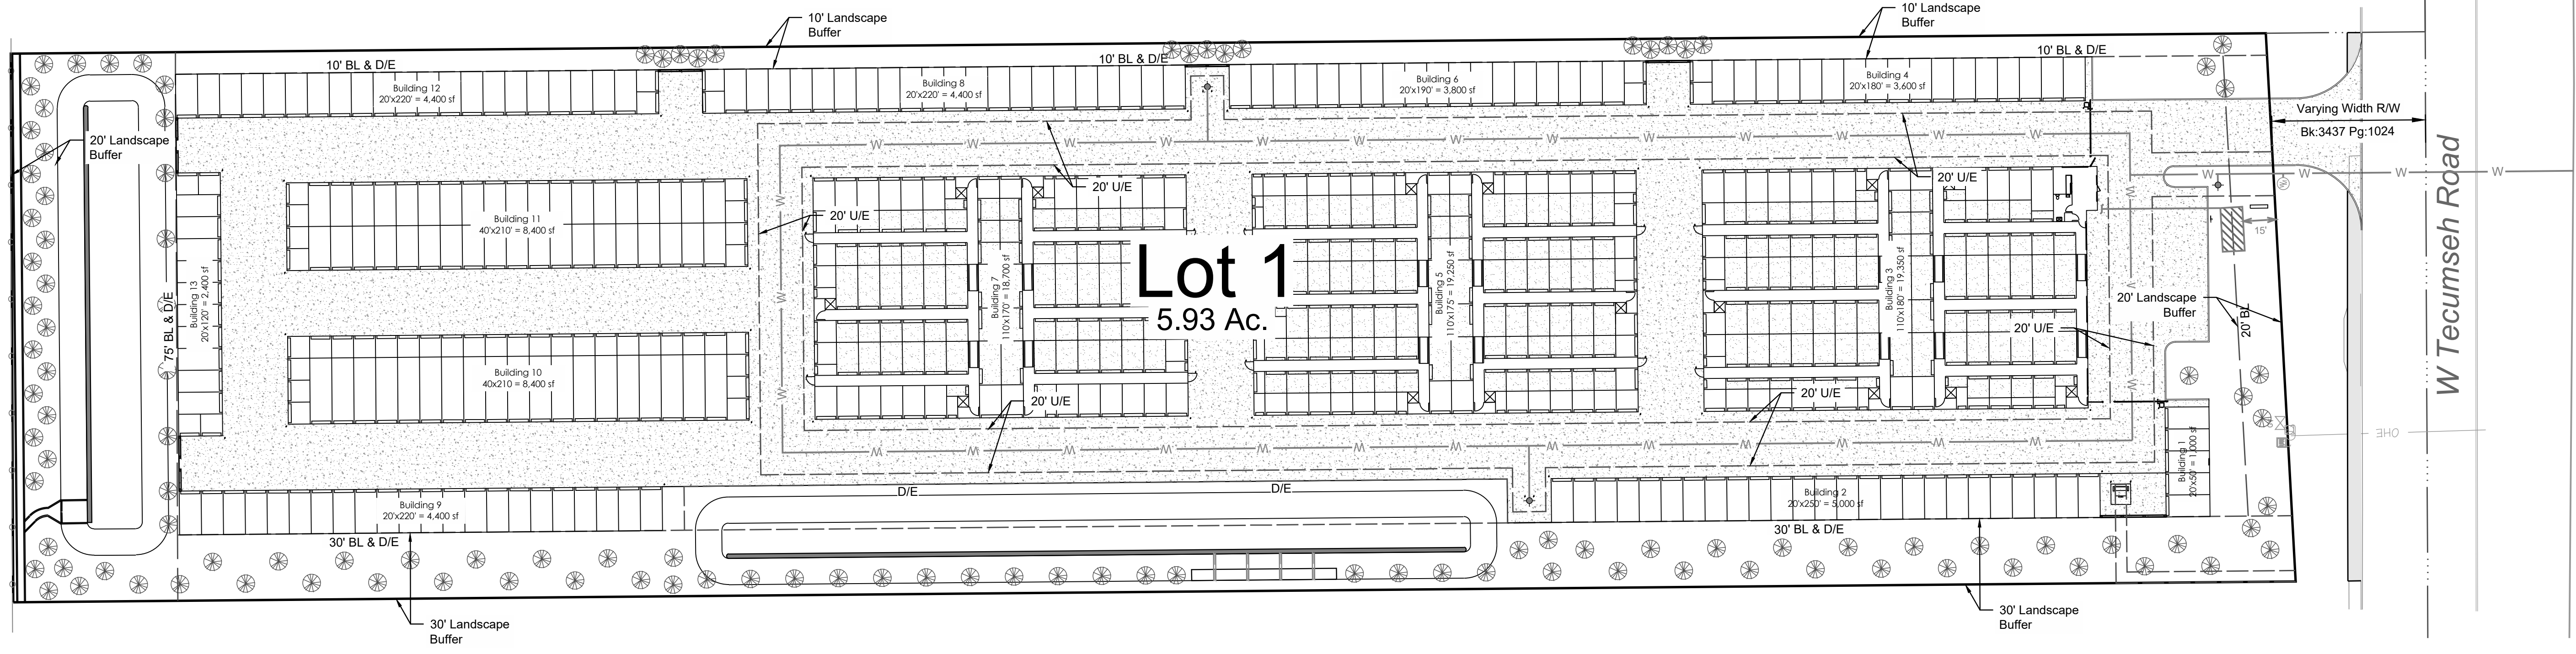 10' Landscape
Buffer
10' Landscape
Buffer
10' BL & D/E
10' BL & D/E
10' BL & D/E
Building 12
20'x220' = 4,400 sf
Building 8
20'x220' = 4,400 sf
Building 6
20'x190' = 3,800 sf
Building 4
20'x180' = 3,600 sf
Varying Width R/W
Bk:3437 Pg:1024
W Tecumseh Road
20' Landscape
Buffer
W W W W W W W W W W W W W
W W W W
20' U/E
20' U/E
20' U/E
Building 11
40'x210' = 8,400 sf
Building 13
20'x120' = 2,400 sf
75' BL & D/E
Building 7
110'x170' = 18,700 sf
Lot 1
5.93 Ac.
Building 5
110'x175' = 19,250 sf
Building 3
110'x180' = 19,350 sf
15'
20' Landscape
Buffer
20' BL
20' U/E
W W W
W W
Building 10
40x210 = 8,400 sf
20' U/E
20' U/E
W W W W W W W W W W W W W
OHE
Building 1
20'x50' = 1,000 sf
Building 9
20'x220' = 4,400 sf
D/E
D/E
Building 2
20'x250' = 5,000 sf
30' BL & D/E
30' BL & D/E
30' Landscape
Buffer
30' Landscape
Buffer